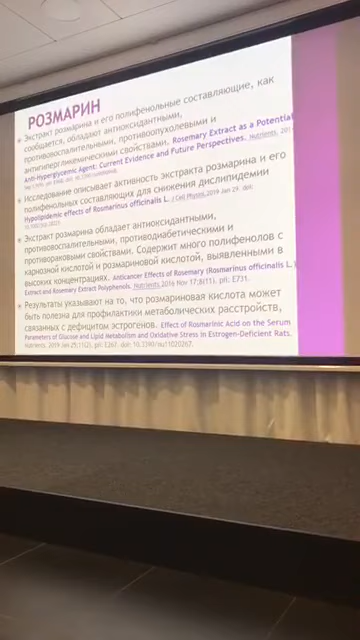 РОЗМАРИН
Экстракт розмарина и его полифенольные составляющие, как
сообщается, обладают антиоксидантными,
противовоспалительными, противоопухолевыми и
антигипергликемическими свойствами. Rosemary Extract as a Potential
Anti-Hyperglycemic Agent: Current Evidence and Future Perspectives. Nutrients.
Исследование описывает активность экстракта розмарина и его
полифенольных составляющих для снижения дислипидемии
Hypolipidemic effects of Rosmarinus officinalis L. J Cell Physiol. 2019 Jan 29. doi:
Экстракт розмарина обладает антиоксидантными,
противовоспалительными, противодиабетическими и
противораковыми свойствами. Содержит много полифенолов с
карнозной кислотой и розмариновой кислотой, выявленными в
высоких концентрациях. Anticancer Effects of Rosemary (Rosmarinus officinalis L.)
Extract and Rosemary Extract Polyphenols. Nutrients 2016 Nov 17;8(11). pii: E731.
Результаты указывают на то, что розмариновая кислота может
быть полезна для профилактики метаболических расстройств,
связанных с дефицитом эстрогенов. Effect of Rosmarinic Acid on the Serum
Parameters of Glucose and Lipid Metabolism and Oxidative Stress in Estrogen-Deficient Rats.
Nutrients. 2019 Jan 25;11(2). pii: E267. doi: 10.3390/nu11020267.